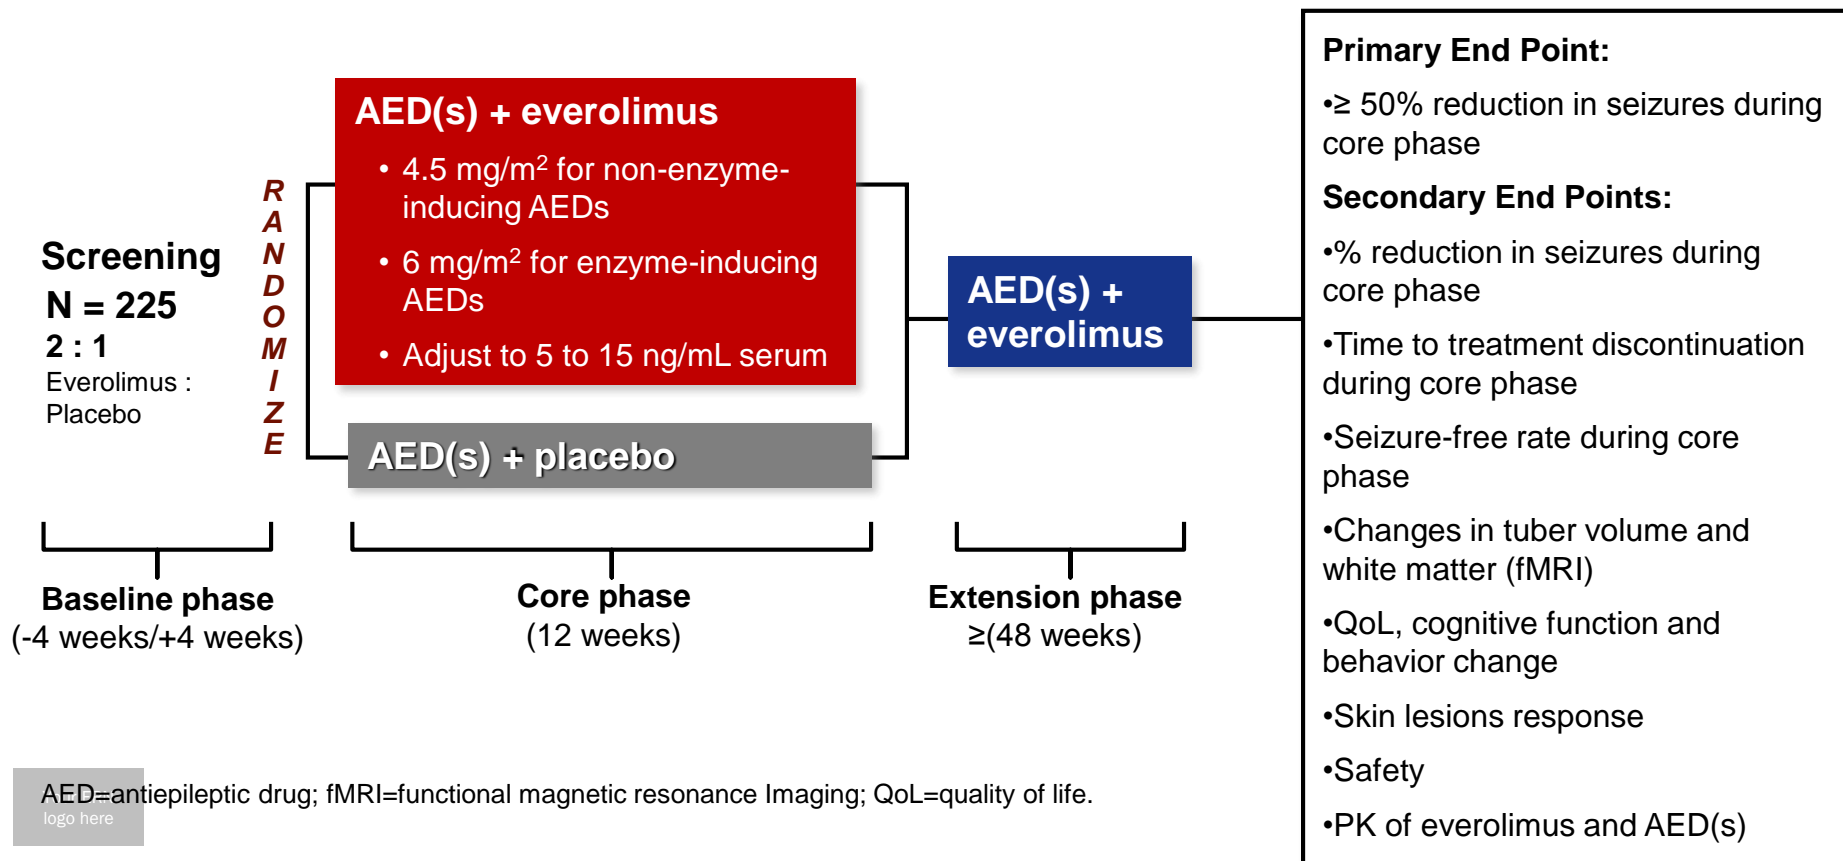 Screening
N = 225
2 : 1
Everolimus :
Placebo
RANDOMIZE
AED(s) + everolimus
• 4.5 mg/m² for non-enzyme-
inducing AEDs
• 6 mg/m² for enzyme-inducing
AEDs
• Adjust to 5 to 15 ng/mL serum
AED(s) + placebo
AED(s) +
everolimus
Baseline phase
(-4 weeks/+4 weeks)
Core phase
(12 weeks)
Extension phase
≥(48 weeks)
Primary End Point:
•≥ 50% reduction in seizures during
core phase
Secondary End Points:
•% reduction in seizures during
core phase
•Time to treatment discontinuation
during core phase
•Seizure-free rate during core
phase
•Changes in tuber volume and
white matter (fMRI)
•QoL, cognitive function and
behavior change
•Skin lesions response
•Safety
•PK of everolimus and AED(s)
AED=antiepileptic drug; fMRI=functional magnetic resonance Imaging; QoL=quality of life.
logo here